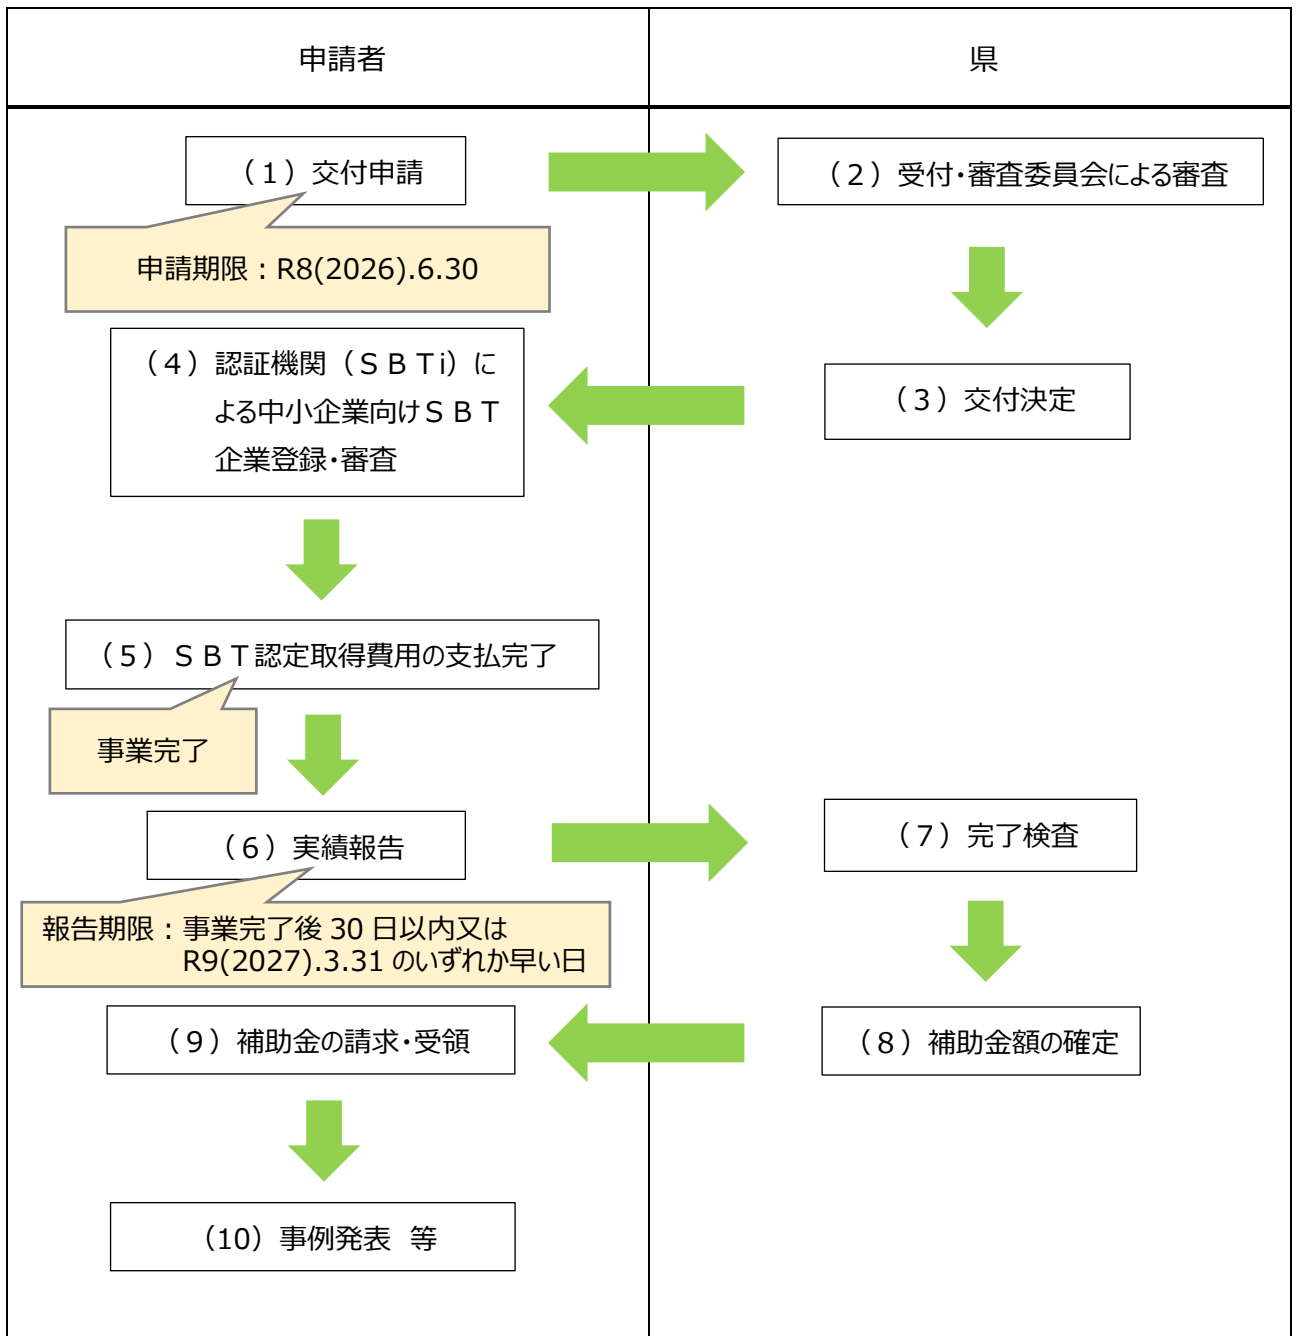 申請者
県
（１）交付申請
（２）受付・審査委員会による審査
申請期限：R8(2026).6.30
（３）交付決定
（４）認証機関（ＳＢＴi）に
よる中小企業向けＳＢＴ
企業登録・審査
（５）ＳＢＴ認定取得費用の支払完了
事業完了
（６）実績報告
（７）完了検査
報告期限：事業完了後 30 日以内又は
R9(2027).3.31 のいずれか早い日
（８）補助金額の確定
（９）補助金の請求・受領
（10）事例発表 等